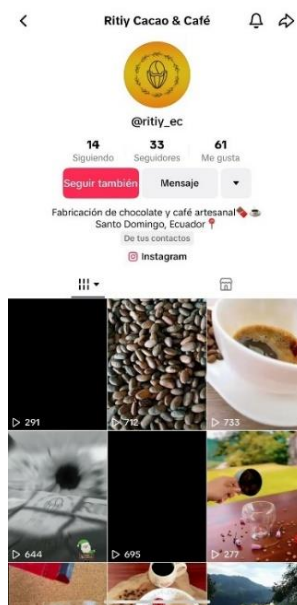 Ritiy Cacao & Café
@ritiy_ec
14 33 61
Siguiendo Seguidores Me gusta
Seguir también Mensaje
Fabricación de chocolate y café artesanal🍫☕
Santo Domingo, Ecuador📍
De tus contactos
Instagram
291 712 733
644 695 277